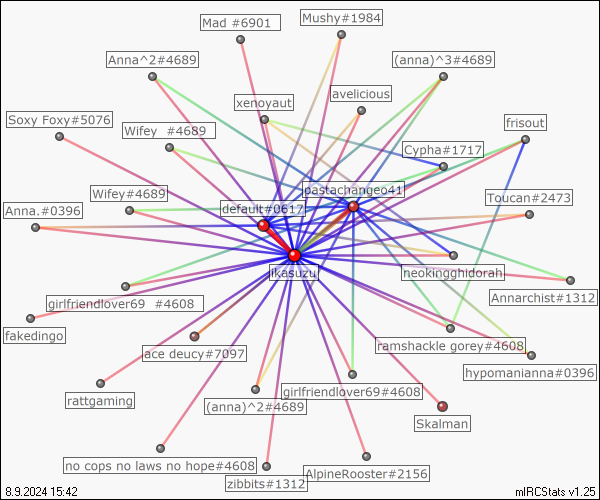 Mushy#1984
Mad #6901
Anna^2#4689
(anna)^3#4689
xenoyaut
avelicious
Soxy Foxy#5076
Wifey  #4689
frisout
Cypha#1717
Wifey#4689
pastachangeo41
Toucan#2473
Anna.#0396
default#0617
ikasuzu
neokingghidorah
Annarchist#1312
girlfriendlover69  #4608
fakedingo
ace deucy#7097
ramshackle gorey#4608
hypomanianna#0396
rattgaming
(anna)^2#4689
girlfriendlover69#4608
Skalman
no cops no laws no hope#4608
zibbits#1312
AlpineRooster#2156
8.9.2024 15:42
mIRCStats v1.25